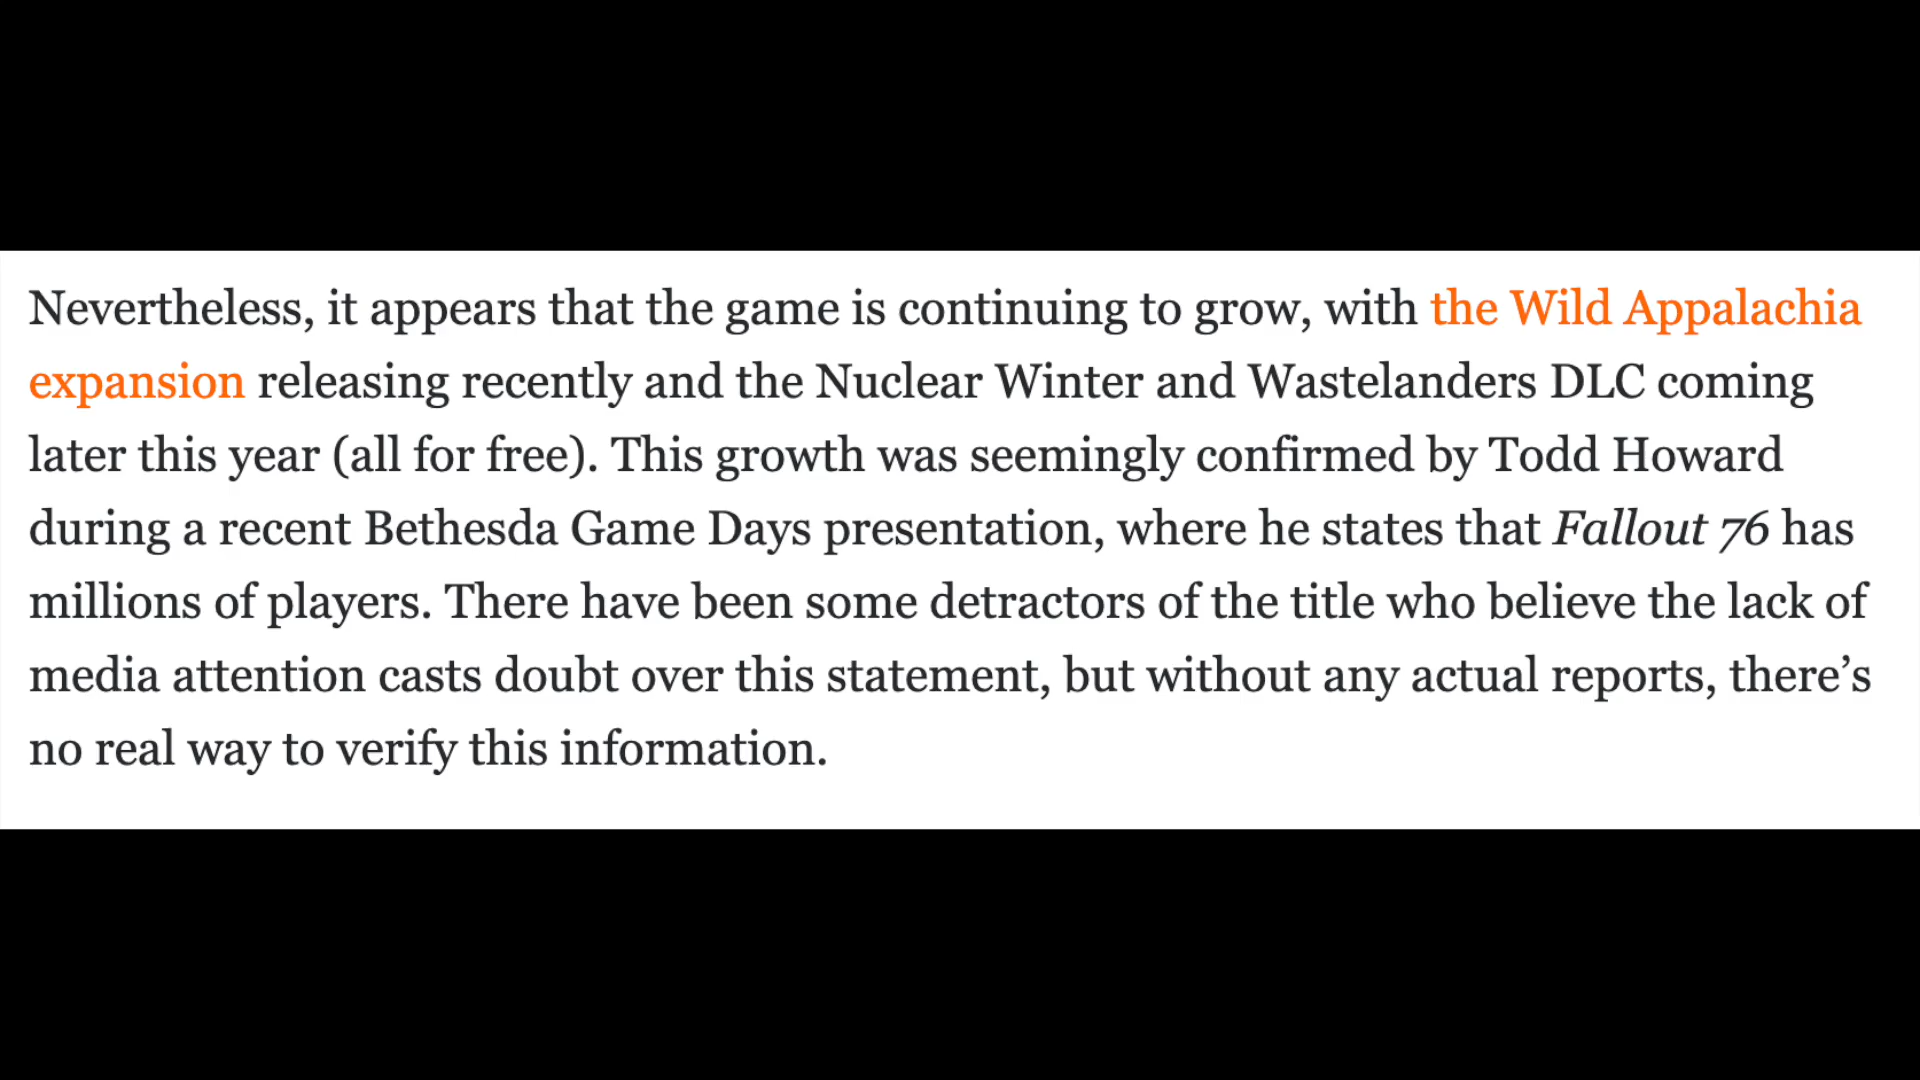 Nevertheless, it appears that the game is continuing to grow, with the Wild Appalachia
expansion releasing recently and the Nuclear Winter and Wastelanders DLC coming
later this year (all for free). This growth was seemingly confirmed by Todd Howard
during a recent Bethesda Game Days presentation, where he states that Fallout 76 has
millions of players. There have been some detractors of the title who believe the lack of
media attention casts doubt over this statement, but without any actual reports, there’s
no real way to verify this information.